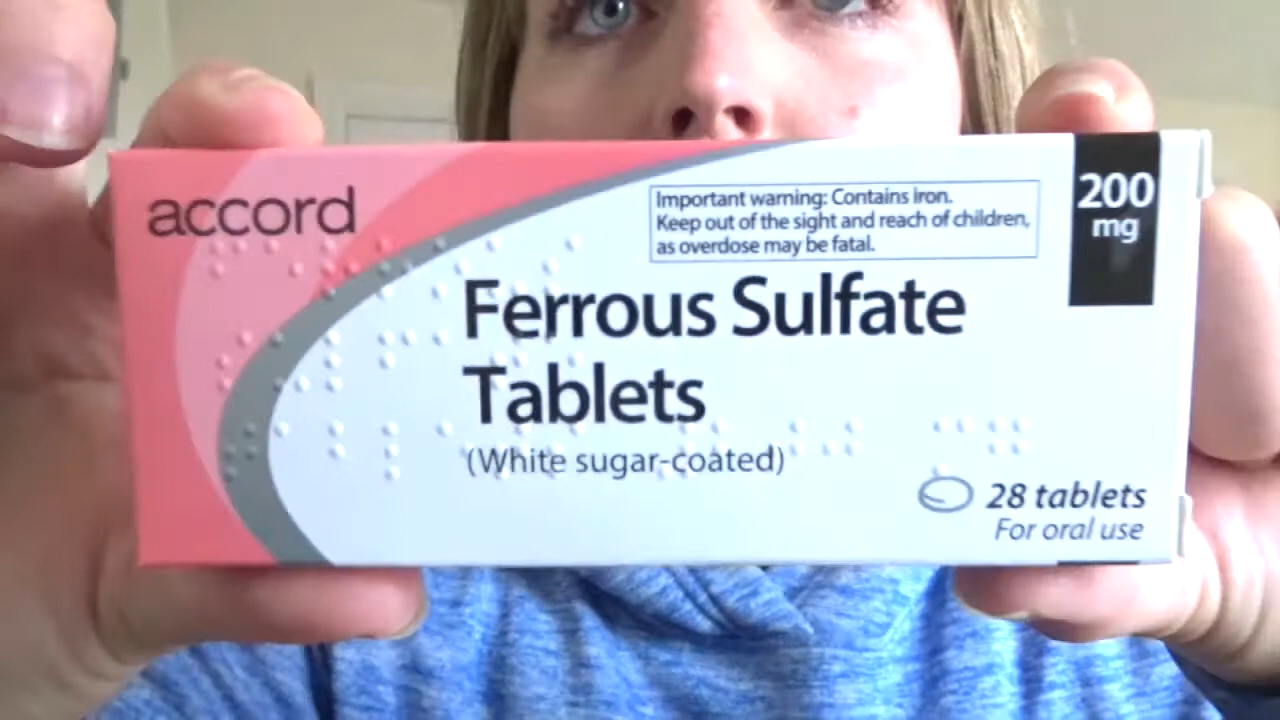 accord
Important warning: Contains iron.
Keep out of the sight and reach of children,
as overdose may be fatal.
200
mg
Ferrous Sulfate
Tablets
(White sugar-coated)
28 tablets
For oral use